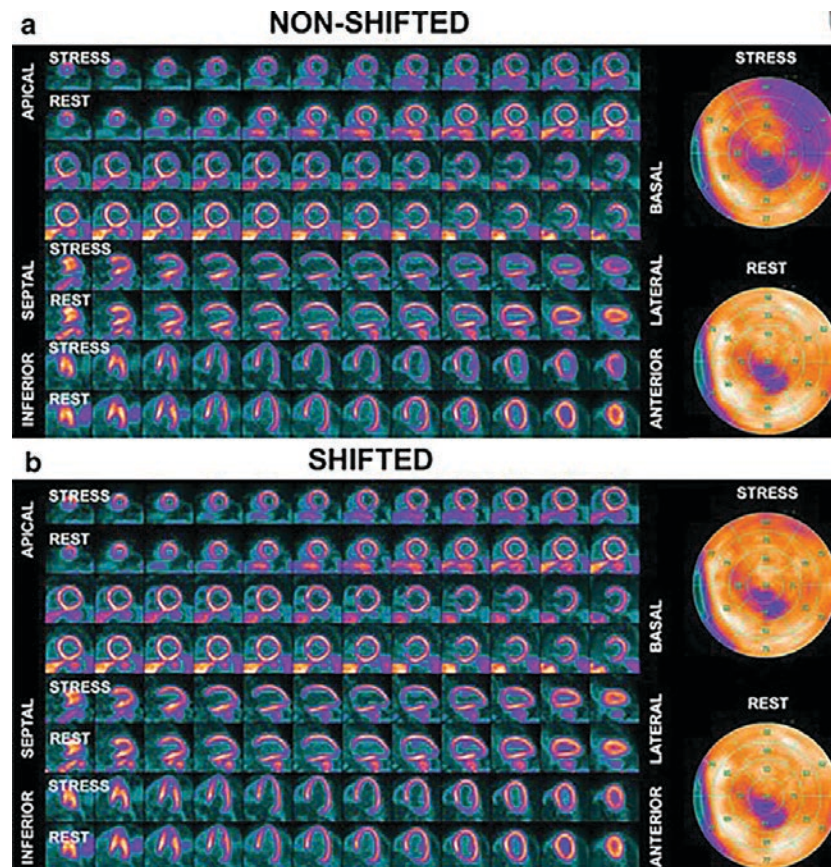 a NON-SHIFTED
APICAL
STRESS
REST
BASAL
SEPTAL
STRESS
REST
LATERAL
INFERIOR
STRESS
REST
ANTERIOR
STRESS
REST
b SHIFTED
APICAL
STRESS
REST
BASAL
SEPTAL
STRESS
REST
LATERAL
INFERIOR
STRESS
REST
ANTERIOR
STRESS
REST